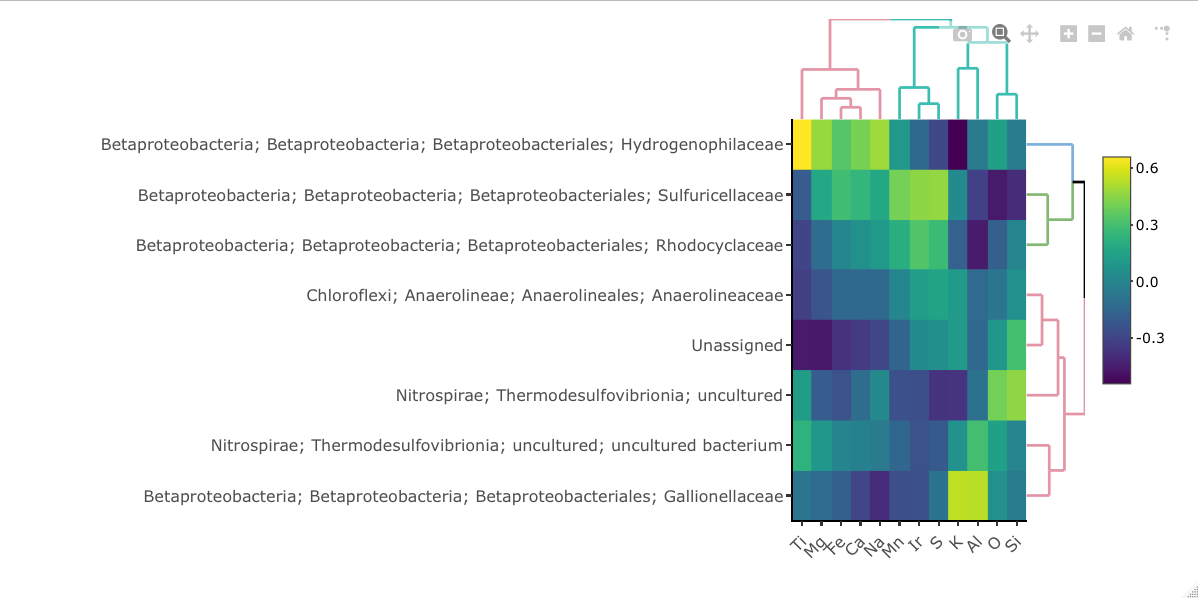 Betaproteobacteria; Betaproteobacteria; Betaproteobacteriales; Hydrogenophilaceae
Betaproteobacteria; Betaproteobacteria; Betaproteobacteriales; Sulfuricellaceae
Betaproteobacteria; Betaproteobacteria; Betaproteobacteriales; Rhodocyclaceae
Chloroflexi; Anaerolineae; Anaerolineales; Anaerolineaceae
Unassigned
Nitrospirae; Thermodesulfovibrionia; uncultured
Nitrospirae; Thermodesulfovibrionia; uncultured; uncultured bacterium
Betaproteobacteria; Betaproteobacteria; Betaproteobacteriales; Gallionellaceae
Ti Mg Fe Ca Na Mn Ir S K Al O Si
0.6
0.3
0.0
-0.3